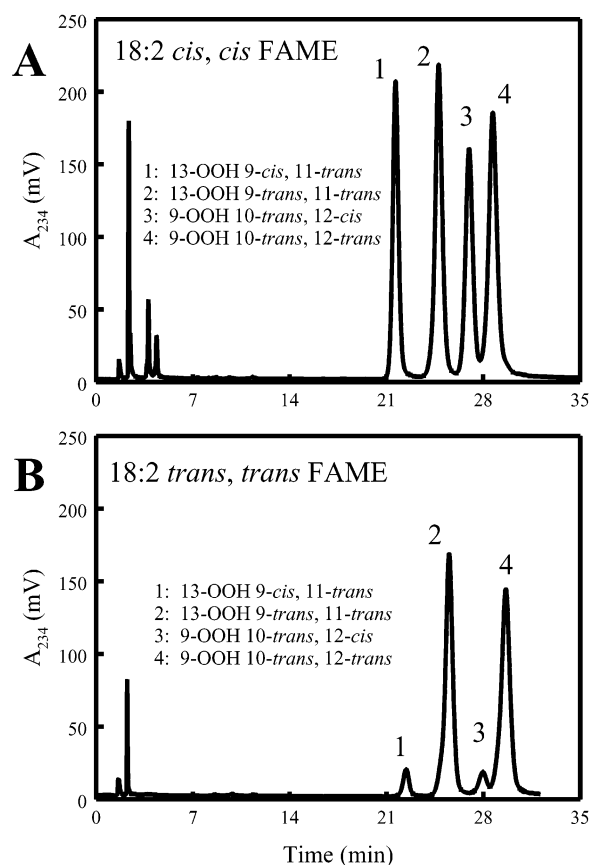 A
18:2 cis, cis FAME
250
200
150
100
50
0
A234 (mV)
1
2
3
4
1: 13-OOH 9-cis, 11-trans
2: 13-OOH 9-trans, 11-trans
3: 9-OOH 10-trans, 12-cis
4: 9-OOH 10-trans, 12-trans
0 7 14 21 28 35
B
18:2 trans, trans FAME
250
200
150
100
50
0
A234 (mV)
1
2
3
4
1: 13-OOH 9-cis, 11-trans
2: 13-OOH 9-trans, 11-trans
3: 9-OOH 10-trans, 12-cis
4: 9-OOH 10-trans, 12-trans
0 7 14 21 28 35
Time (min)